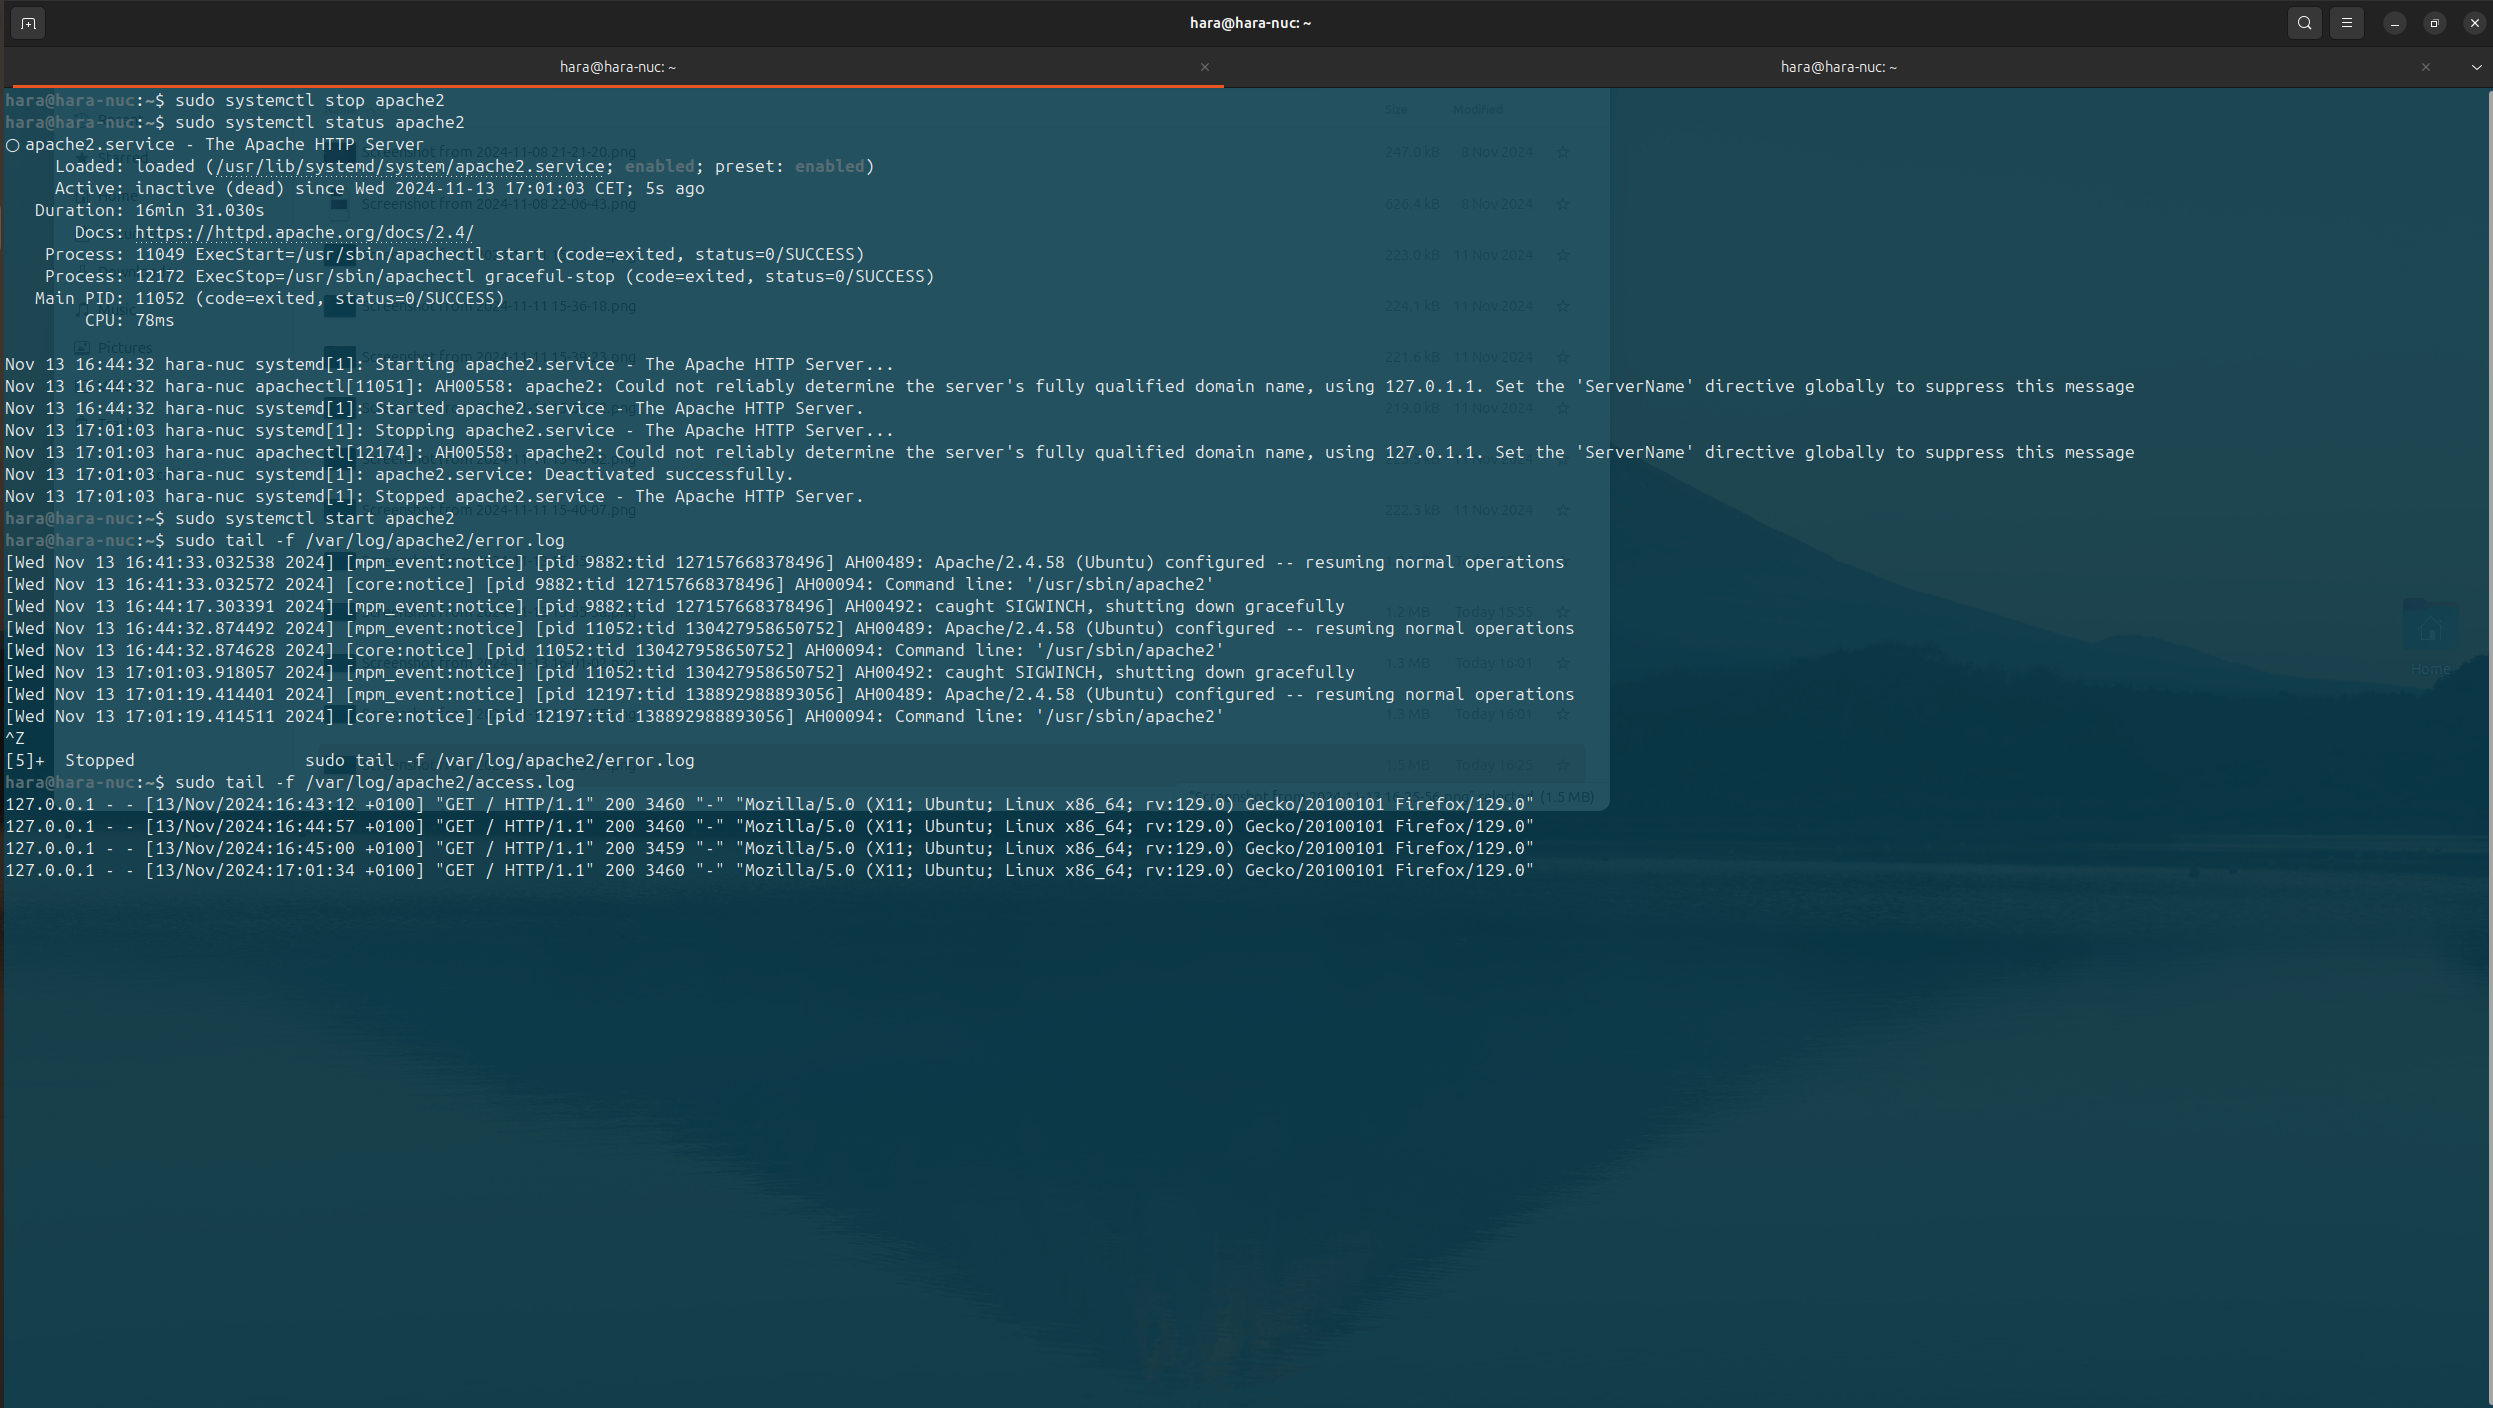 hara@hara-nuc: ~
hara@hara-nuc: ~
hara@hara-nuc: ~
hara@hara-nuc:~$ sudo systemctl stop apache2
hara@hara-nuc:~$ sudo systemctl status apache2
○ apache2.service - The Apache HTTP Server
     Loaded: loaded (/usr/lib/systemd/system/apache2.service; enabled; preset: enabled)
     Active: inactive (dead) since Wed 2024-11-13 17:01:03 CET; 5s ago
   Duration: 16min 31.030s
       Docs: https://httpd.apache.org/docs/2.4/
    Process: 11049 ExecStart=/usr/sbin/apachectl start (code=exited, status=0/SUCCESS)
    Process: 12172 ExecStop=/usr/sbin/apachectl graceful-stop (code=exited, status=0/SUCCESS)
   Main PID: 11052 (code=exited, status=0/SUCCESS)
        CPU: 78ms
Nov 13 16:44:32 hara-nuc systemd[1]: Starting apache2.service - The Apache HTTP Server...
Nov 13 16:44:32 hara-nuc apachectl[11051]: AH00558: apache2: Could not reliably determine the server's fully qualified domain name, using 127.0.1.1. Set the 'ServerName' directive globally to suppress this message
Nov 13 16:44:32 hara-nuc systemd[1]: Started apache2.service - The Apache HTTP Server.
Nov 13 17:01:03 hara-nuc systemd[1]: Stopping apache2.service - The Apache HTTP Server...
Nov 13 17:01:03 hara-nuc apachectl[12174]: AH00558: apache2: Could not reliably determine the server's fully qualified domain name, using 127.0.1.1. Set the 'ServerName' directive globally to suppress this message
Nov 13 17:01:03 hara-nuc systemd[1]: apache2.service: Deactivated successfully.
Nov 13 17:01:03 hara-nuc systemd[1]: Stopped apache2.service - The Apache HTTP Server.
hara@hara-nuc:~$ sudo systemctl start apache2
hara@hara-nuc:~$ sudo tail -f /var/log/apache2/error.log
[Wed Nov 13 16:41:33.032538 2024] [mpm_event:notice] [pid 9882:tid 127157668378496] AH00489: Apache/2.4.58 (Ubuntu) configured -- resuming normal operations
[Wed Nov 13 16:41:33.032572 2024] [core:notice] [pid 9882:tid 127157668378496] AH00094: Command line: '/usr/sbin/apache2'
[Wed Nov 13 16:44:17.303391 2024] [mpm_event:notice] [pid 9882:tid 127157668378496] AH00492: caught SIGWINCH, shutting down gracefully
[Wed Nov 13 16:44:32.874492 2024] [mpm_event:notice] [pid 11052:tid 130427958650752] AH00489: Apache/2.4.58 (Ubuntu) configured -- resuming normal operations
[Wed Nov 13 16:44:32.874628 2024] [core:notice] [pid 11052:tid 130427958650752] AH00094: Command line: '/usr/sbin/apache2'
[Wed Nov 13 17:01:03.918057 2024] [mpm_event:notice] [pid 11052:tid 130427958650752] AH00492: caught SIGWINCH, shutting down gracefully
[Wed Nov 13 17:01:19.414401 2024] [mpm_event:notice] [pid 12197:tid 138892988893056] AH00489: Apache/2.4.58 (Ubuntu) configured -- resuming normal operations
[Wed Nov 13 17:01:19.414511 2024] [core:notice] [pid 12197:tid 138892988893056] AH00094: Command line: '/usr/sbin/apache2'
^Z
[5]+  Stopped                 sudo tail -f /var/log/apache2/error.log
hara@hara-nuc:~$ sudo tail -f /var/log/apache2/access.log
127.0.0.1 - - [13/Nov/2024:16:43:12 +0100] "GET / HTTP/1.1" 200 3460 "-" "Mozilla/5.0 (X11; Ubuntu; Linux x86_64; rv:129.0) Gecko/20100101 Firefox/129.0"
127.0.0.1 - - [13/Nov/2024:16:44:57 +0100] "GET / HTTP/1.1" 200 3460 "-" "Mozilla/5.0 (X11; Ubuntu; Linux x86_64; rv:129.0) Gecko/20100101 Firefox/129.0"
127.0.0.1 - - [13/Nov/2024:16:45:00 +0100] "GET / HTTP/1.1" 200 3459 "-" "Mozilla/5.0 (X11; Ubuntu; Linux x86_64; rv:129.0) Gecko/20100101 Firefox/129.0"
127.0.0.1 - - [13/Nov/2024:17:01:34 +0100] "GET / HTTP/1.1" 200 3460 "-" "Mozilla/5.0 (X11; Ubuntu; Linux x86_64; rv:129.0) Gecko/20100101 Firefox/129.0"
Home